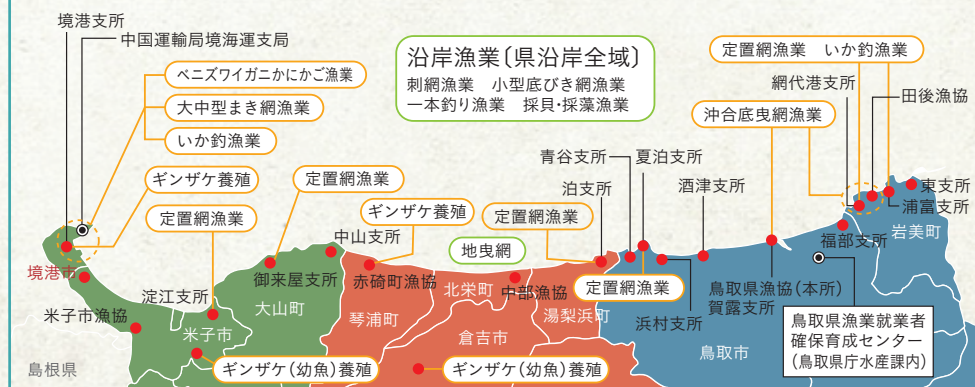 境港支所
中国運輸局境海運支局
ベニズワイガニかにかご漁業
大中型まき網漁業
いか釣漁業
ギンザケ養殖
定置網漁業
沿岸漁業〔県沿岸全域〕
刺網漁業 小型底びき網漁業
一本釣り漁業 採貝・採藻漁業
定置網漁業 いか釣漁業
網代港支所
田後漁協
沖合底曳網漁業
青谷支所
夏泊支所
泊支所
酒津支所
東支所
浦富支所
岩美町
福部支所
定置網漁業
ギンザケ養殖
定置網漁業
中山支所
地曳網
境港市
御来屋支所
赤碕町漁協
北栄町
中部漁協
定置網漁業
淀江支所
大山町
米子市漁協
米子市
琴浦町
倉吉市
湯梨浜町
浜村支所
鳥取県漁協(本所)
賀露支所
鳥取市
鳥取県漁業就業者
確保育成センター
(鳥取県庁水産課内)
島根県
ギンザケ(幼魚)養殖
ギンザケ(幼魚)養殖